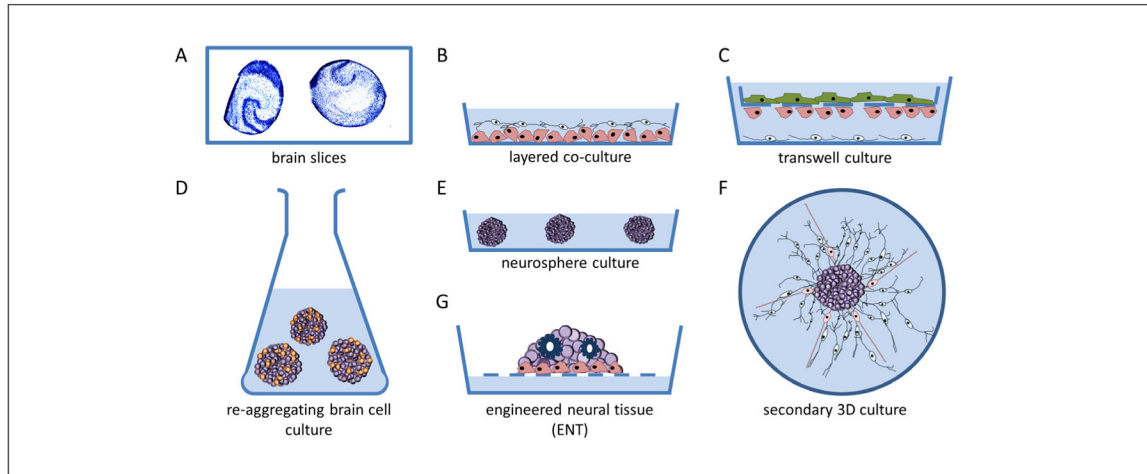 A
brain slices
B
layered co-culture
C
transwell culture
D
re-aggregating brain cell
culture
E
neurosphere culture
G
engineered neural tissue
(ENT)
F
secondary 3D culture